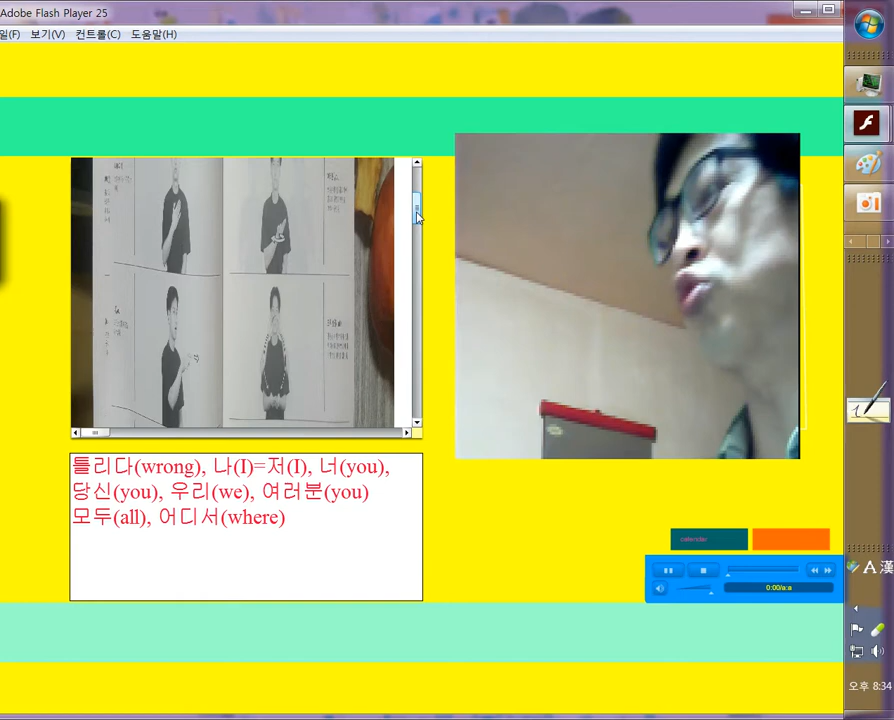 Adobe Flash Player 25
일(F) 보기(V) 컨트롤(C) 도움말(H)
틀리다(wrong), 나(I)=저(I), 너(you),
당신(you), 우리(we), 여러분(you)
모두(all), 어디서(where)
calendar
0:00/a:a
A 漢
오후 8:34